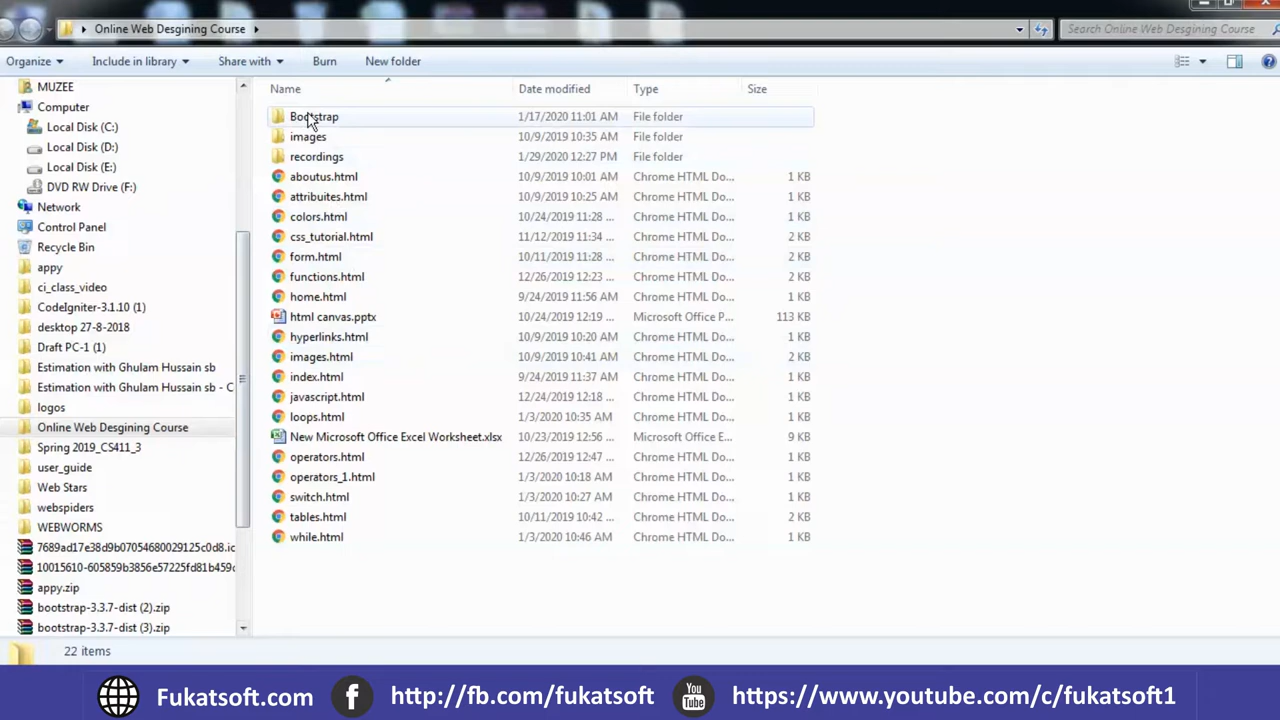 Online Web Desgining Course
Search Online Web Desgining Course
Organize Include in library Share with Burn New folder
MUZEE
Computer
Local Disk (C:)
Local Disk (D:)
Local Disk (E:)
DVD RW Drive (F:)
Network
Control Panel
Recycle Bin
appy
ci_class_video
CodeIgniter-3.1.10 (1)
desktop 27-8-2018
Draft PC-1 (1)
Estimation with Ghulam Hussain sb
Estimation with Ghulam Hussain sb - C
logos
Online Web Desgining Course
Spring 2019_CS411_3
user_guide
Web Stars
webspiders
WEBWORMS
7689ad17e38d9b07054680029125c0d8.ic
10015610-605859b3856e57225fd81b459c
appy.zip
bootstrap-3.3.7-dist (2).zip
bootstrap-3.3.7-dist (3).zip
Name Date modified Type Size
Bootstrap 1/17/2020 11:01 AM File folder
images 10/9/2019 10:35 AM File folder
recordings 1/29/2020 12:27 PM File folder
aboutus.html 10/9/2019 10:01 AM Chrome HTML Do... 1 KB
attribuites.html 10/9/2019 10:25 AM Chrome HTML Do... 1 KB
colors.html 10/24/2019 11:28 ... Chrome HTML Do... 1 KB
css_tutorial.html 11/12/2019 11:34 ... Chrome HTML Do... 2 KB
form.html 10/11/2019 11:28 ... Chrome HTML Do... 2 KB
functions.html 12/26/2019 12:23 ... Chrome HTML Do... 2 KB
home.html 9/24/2019 11:56 AM Chrome HTML Do... 1 KB
html canvas.pptx 10/24/2019 12:19 ... Microsoft Office P... 113 KB
hyperlinks.html 10/9/2019 10:20 AM Chrome HTML Do... 1 KB
images.html 10/9/2019 10:41 AM Chrome HTML Do... 2 KB
index.html 9/24/2019 11:37 AM Chrome HTML Do... 1 KB
javascript.html 12/24/2019 12:18 ... Chrome HTML Do... 1 KB
loops.html 1/3/2020 10:35 AM Chrome HTML Do... 1 KB
New Microsoft Office Excel Worksheet.xlsx 10/23/2019 12:56 ... Microsoft Office E... 9 KB
operators.html 12/26/2019 12:47 ... Chrome HTML Do... 1 KB
operators_1.html 1/3/2020 10:18 AM Chrome HTML Do... 1 KB
switch.html 1/3/2020 10:27 AM Chrome HTML Do... 1 KB
tables.html 10/11/2019 10:42 ... Chrome HTML Do... 2 KB
while.html 1/3/2020 10:46 AM Chrome HTML Do... 1 KB
22 items
Fukatsoft.com http://fb.com/fukatsoft You Tube https://www.youtube.com/c/fukatsoft1